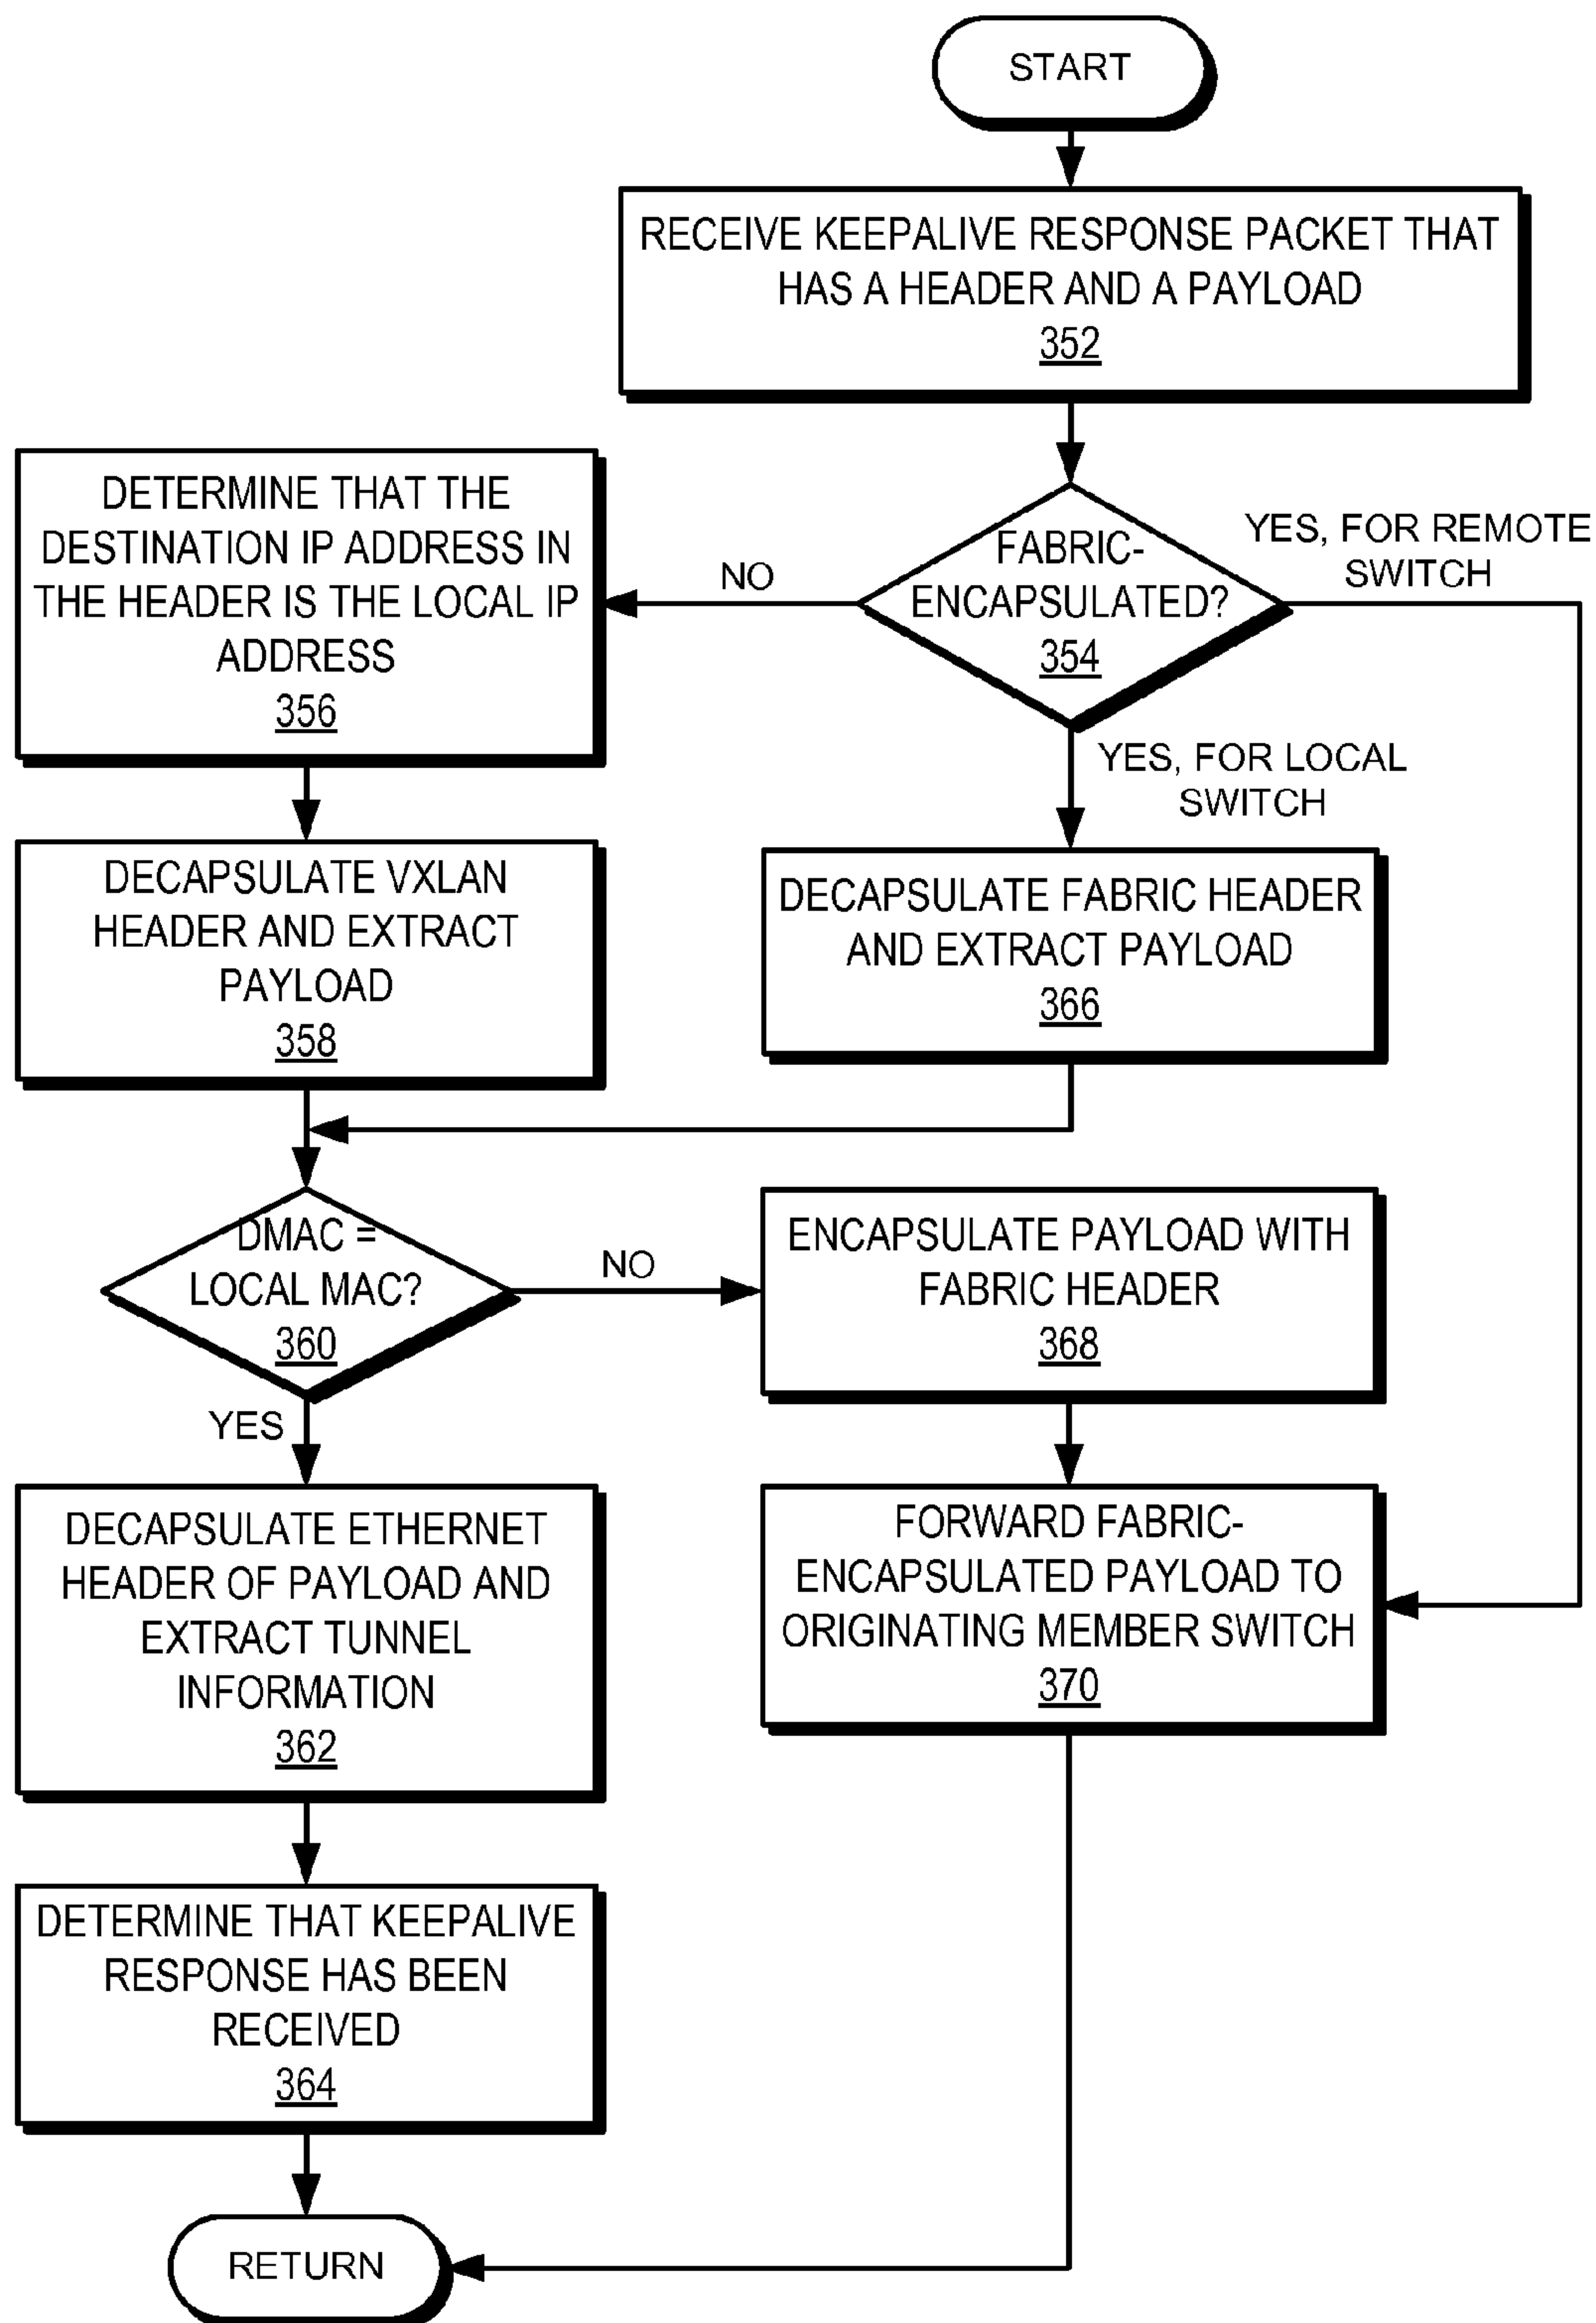 START
RECEIVE KEEPALIVE RESPONSE PACKET THAT
HAS A HEADER AND A PAYLOAD
352
FABRIC-
ENCAPSULATED?
354
NO
YES, FOR REMOTE
SWITCH
YES, FOR LOCAL
SWITCH
DETERMINE THAT THE
DESTINATION IP ADDRESS IN
THE HEADER IS THE LOCAL IP
ADDRESS
356
DECAPSULATE VXLAN
HEADER AND EXTRACT
PAYLOAD
358
DECAPSULATE FABRIC HEADER
AND EXTRACT PAYLOAD
366
DMAC =
LOCAL MAC?
360
NO
YES
ENCAPSULATE PAYLOAD WITH
FABRIC HEADER
368
DECAPSULATE ETHERNET
HEADER OF PAYLOAD AND
EXTRACT TUNNEL
INFORMATION
362
FORWARD FABRIC-
ENCAPSULATED PAYLOAD TO
ORIGINATING MEMBER SWITCH
370
DETERMINE THAT KEEPALIVE
RESPONSE HAS BEEN
RECEIVED
364
RETURN